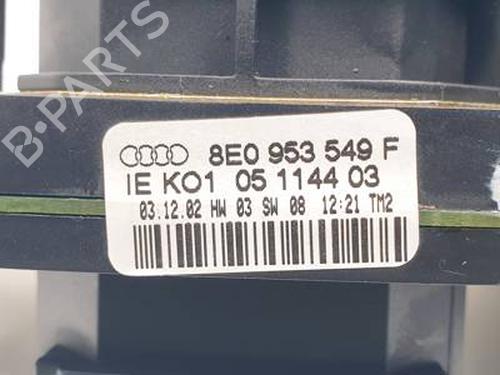 B-PARTS
8E0 953 549 F
IE KO1 05 1144 03
03.12.02 HW 03 SW 08 12:21 TM2